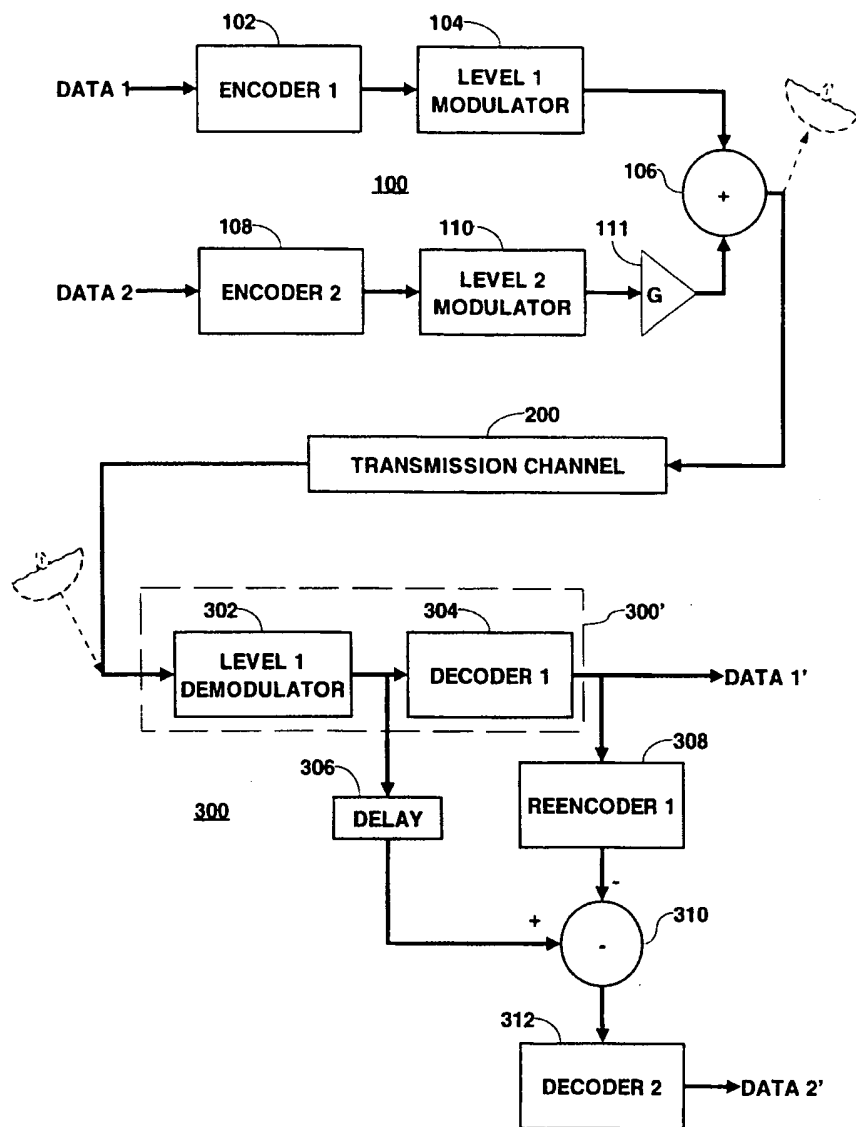 102
104
DATA 1
ENCODER 1
LEVEL 1
MODULATOR
106
+
100
108
110
111
DATA 2
ENCODER 2
LEVEL 2
MODULATOR
G
200
TRANSMISSION CHANNEL
302
304
300'
LEVEL 1
DEMODULATOR
DECODER 1
DATA 1'
306
308
300
DELAY
REENCODER 1
-
+
310
-
312
DECODER 2
DATA 2'